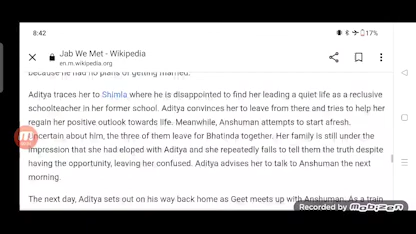 8:42
17%
Jab We Met - Wikipedia
en.m.wikipedia.org
because he had no plans of getting married.
Aditya traces her to Shimla where he is disappointed to find her leading a quiet life as a reclusive
schoolteacher in her former school. Aditya convinces her to leave from there and tries to help her
regain her positive outlook towards life. Meanwhile, Anshuman attempts to start afresh.
Uncertain about him, the three of them leave for Bhatinda together. Her family is still under the
impression that she had eloped with Aditya and she repeatedly fails to tell them the truth despite
having the opportunity, leaving her confused. Aditya advises her to talk to Anshuman the next
morning.
The next day, Aditya sets out on his way back home as Geet meets up with Anshuman. As a train
Recorded by Mobizen